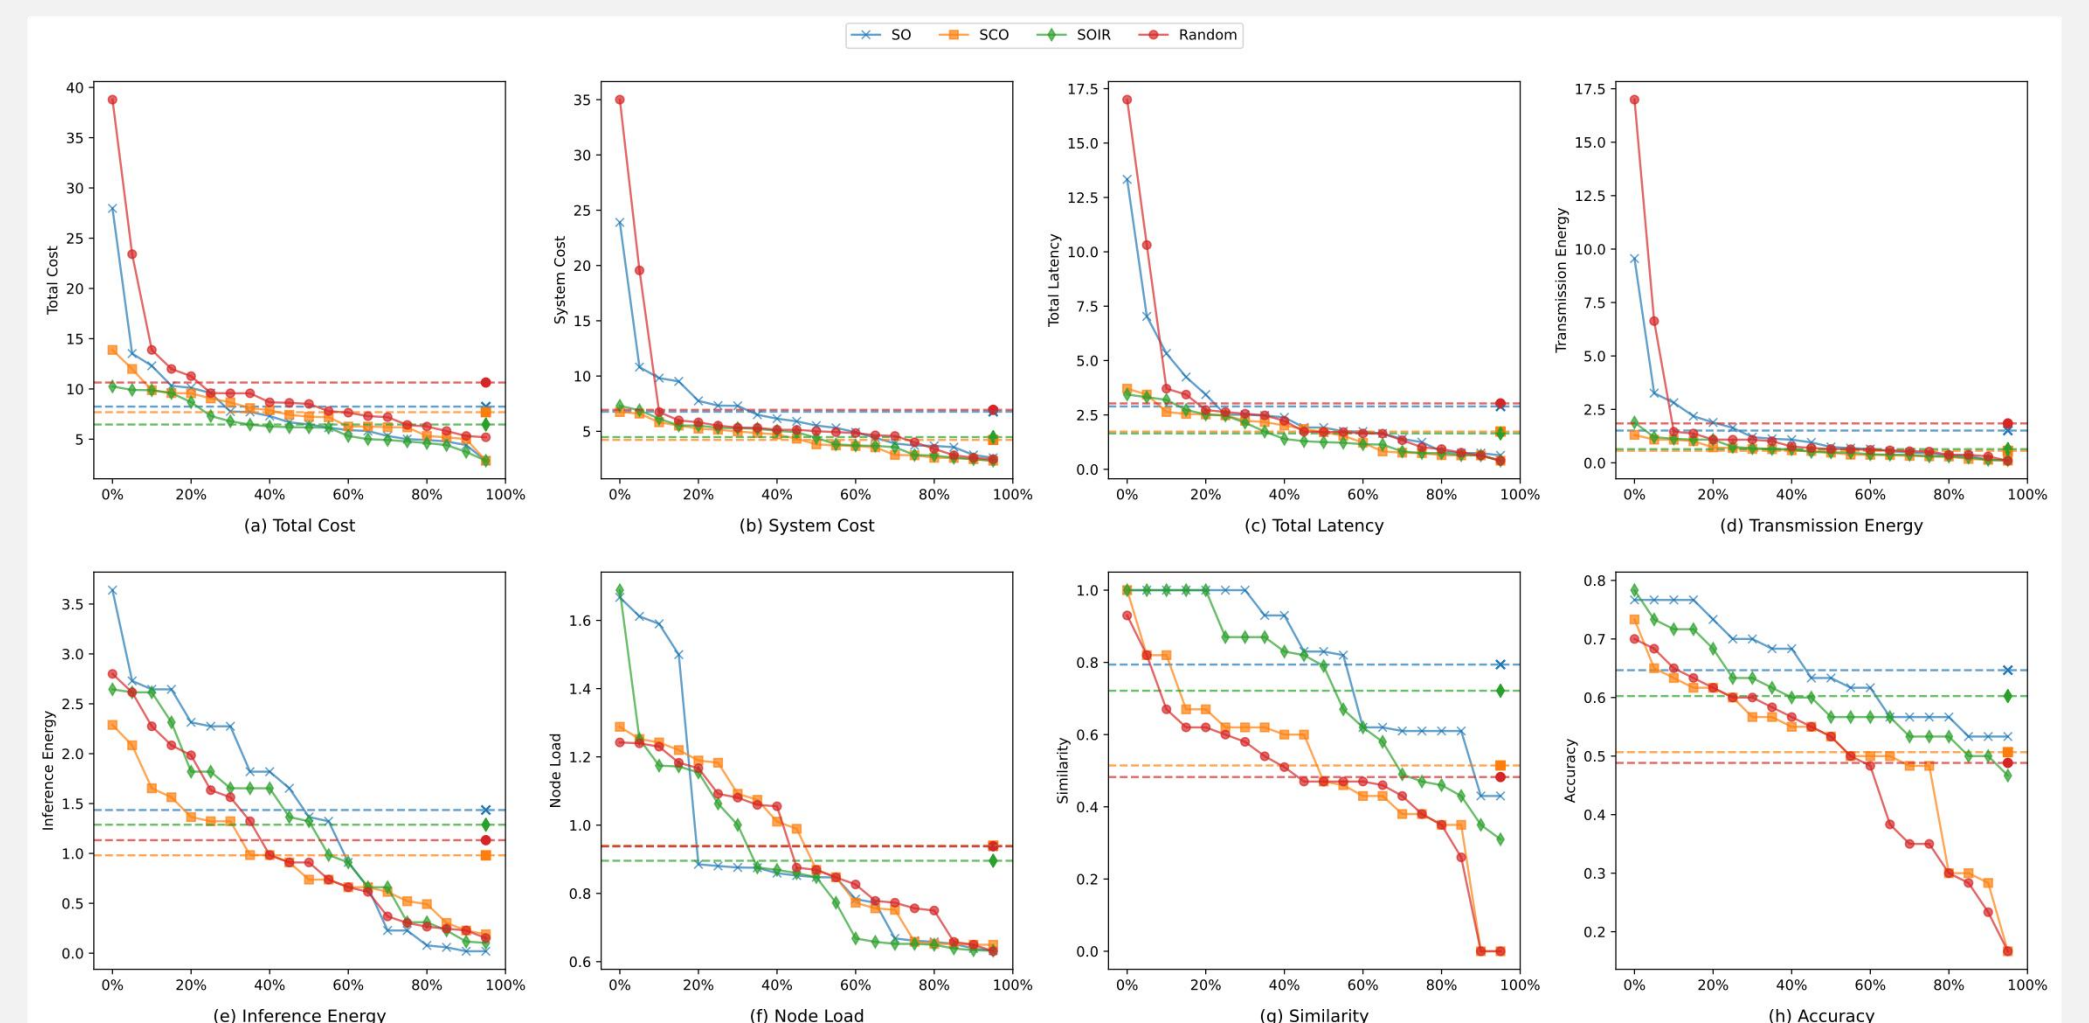 SO SCO SOIR Random
40
35
30
25
20
15
10
5
Total Cost
0% 20% 40% 60% 80% 100%
(a) Total Cost
35
30
25
20
15
10
5
System Cost
0% 20% 40% 60% 80% 100%
(b) System Cost
17.5
15.0
12.5
10.0
7.5
5.0
2.5
0.0
Total Latency
0% 20% 40% 60% 80% 100%
(c) Total Latency
17.5
15.0
12.5
10.0
7.5
5.0
2.5
0.0
Transmission Energy
0% 20% 40% 60% 80% 100%
(d) Transmission Energy
3.5
3.0
2.5
2.0
1.5
1.0
0.5
0.0
Inference Energy
0% 20% 40% 60% 80% 100%
(e) Inference Energy
1.6
1.4
1.2
1.0
0.8
0.6
Node Load
0% 20% 40% 60% 80% 100%
(f) Node Load
1.0
0.8
0.6
0.4
0.2
0.0
Similarity
0% 20% 40% 60% 80% 100%
(g) Similarity
0.8
0.7
0.6
0.5
0.4
0.3
0.2
Accuracy
0% 20% 40% 60% 80% 100%
(h) Accuracy